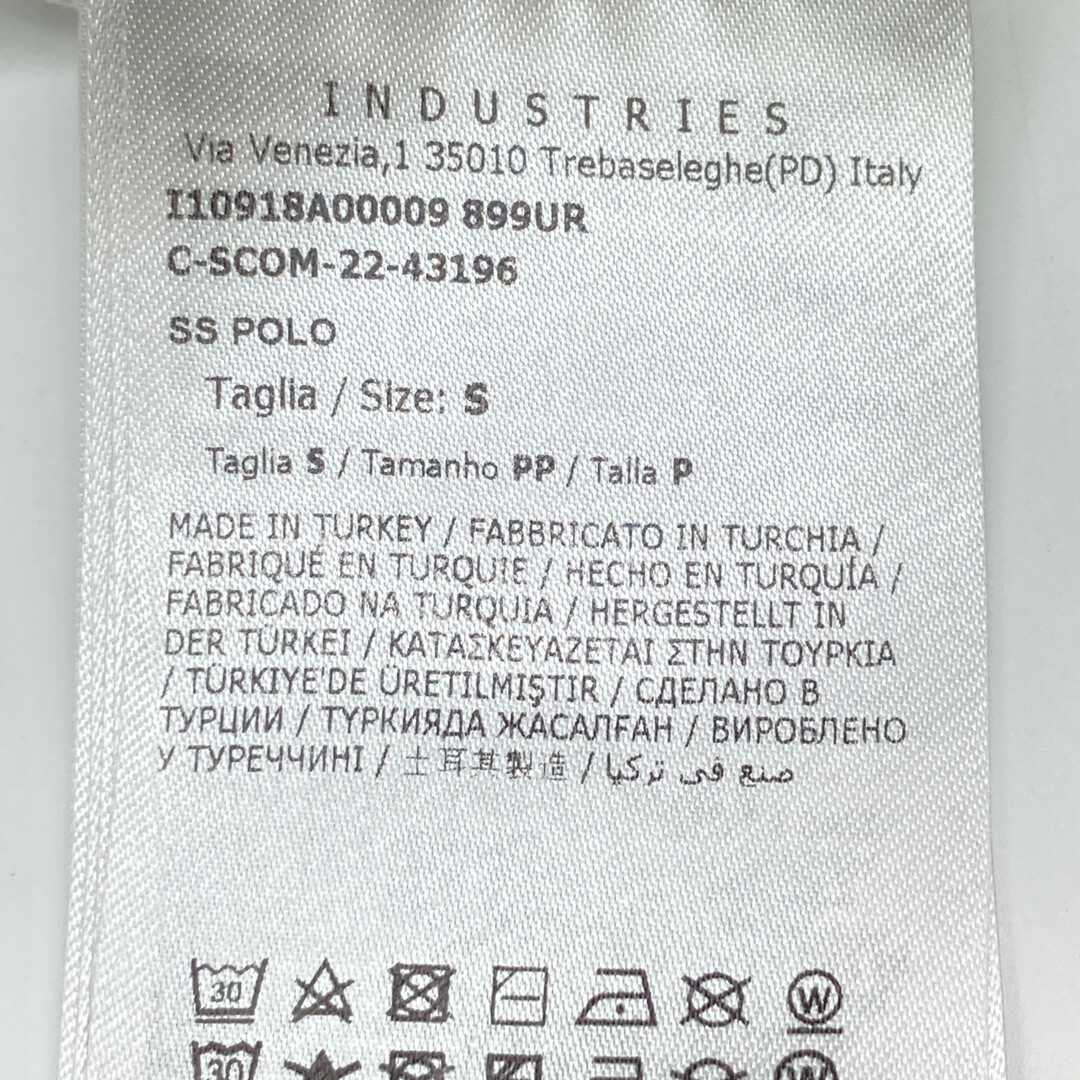 INDUSTRIES
Via Venezia,1 35010 Trebaseleghe(PD) Italy
I10918A00009 899UR
C-SCOM-22-43196
SS POLO
Taglia / Size: S
Taglia S / Tamanho PP / Talla P
MADE IN TURKEY / FABBRICATO IN TURCHIA /
FABRIQUÉ EN TURQUIE / HECHO EN TURQUÍA /
FABRICADO NA TURQUIA / HERGESTELLT IN
DER TÜRKEI / ΚΑΤΑΣΚΕΥΑΖΕΤΑΙ ΣΤΗΝ ΤΟΥΡΚΙΑ
/ TÜRKIYE'DE ÜRETILMIŞTIR / СДЕЛАНО В
ТУРЦИИ / ТҮРКИЯДА ЖАСАЛҒАН / ВИРОБЛЕНО
У ТУРЕЧЧИНІ / 土耳其製造 / صنع في تركيا
30 W
30 W